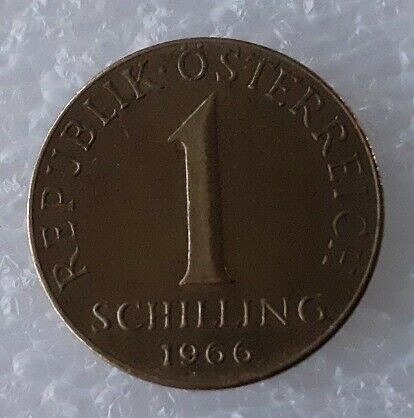 REPUBLIK·ÖSTERREICH
1
SCHILLING
1966